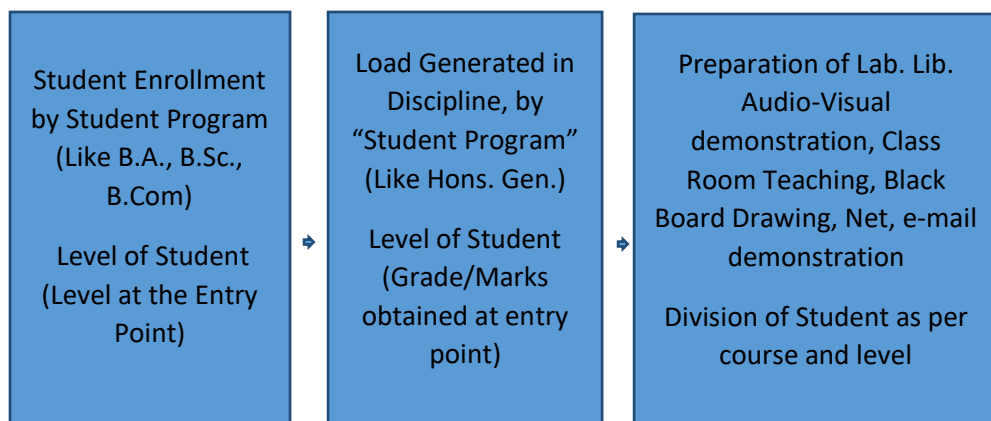 Student Enrollment
by Student Program
(Like B.A., B.Sc.,
B.Com)
Level of Student
(Level at the Entry
Point)
Load Generated in
Discipline, by
“Student Program”
(Like Hons. Gen.)
Level of Student
(Grade/Marks
obtained at entry
point)
Preparation of Lab. Lib.
Audio-Visual
demonstration, Class
Room Teaching, Black
Board Drawing, Net, e-mail
demonstration
Division of Student as per
course and level